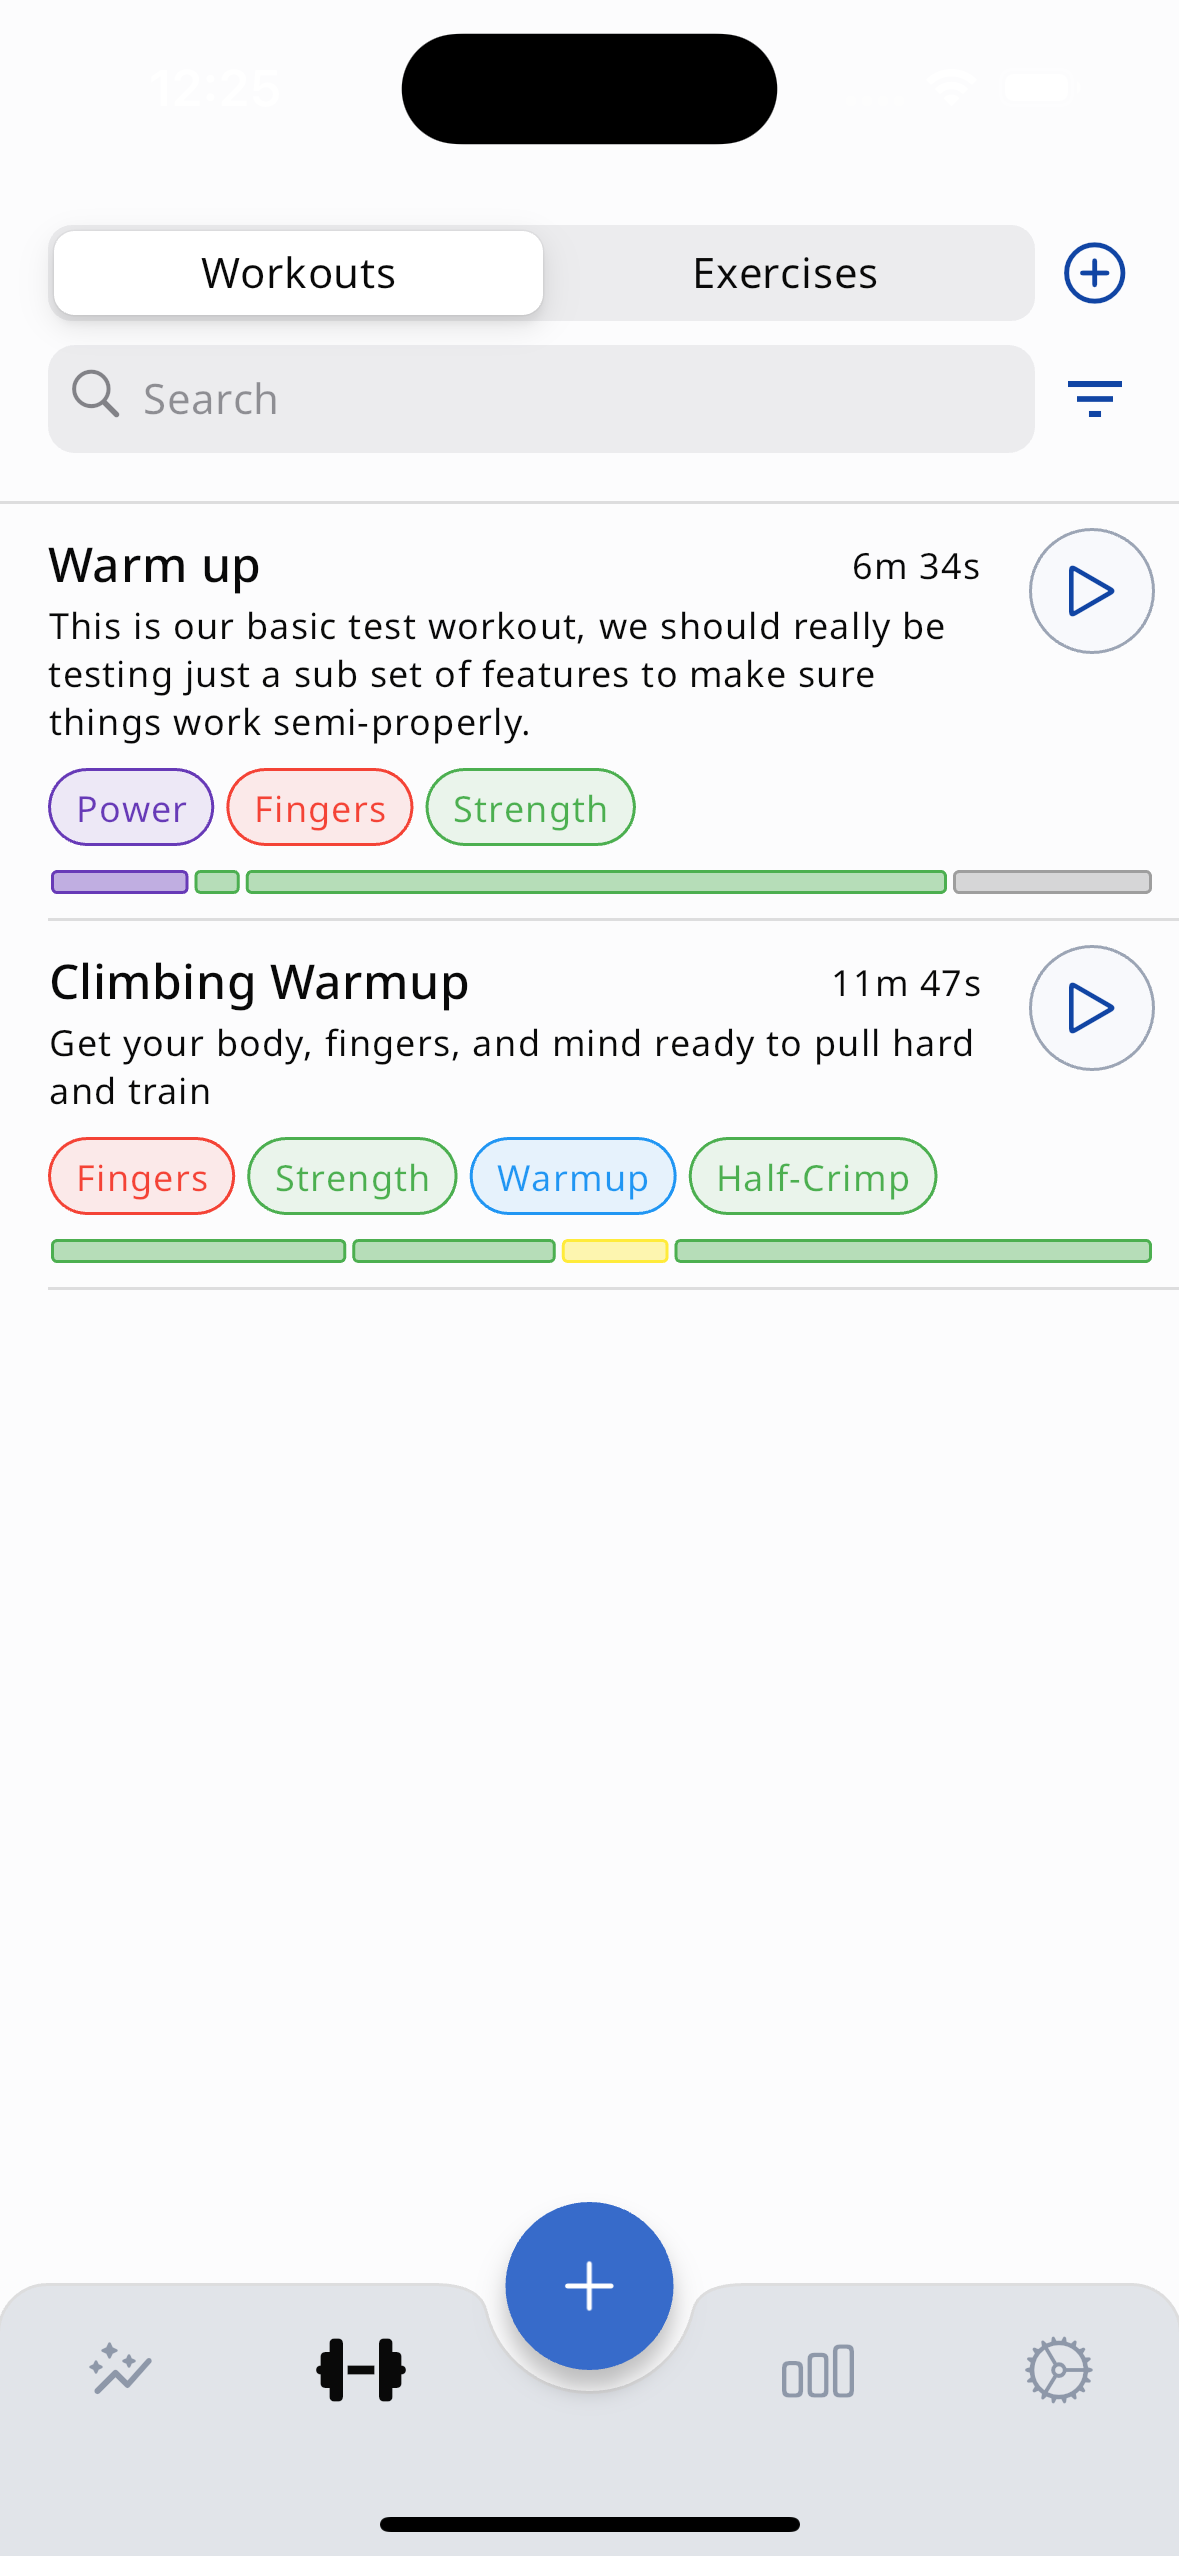 12:25
Workouts
Exercises
Search
Warm up
6m 34s
This is our basic test workout, we should really be
testing just a sub set of features to make sure
things work semi-properly.
Power
Fingers
Strength
Climbing Warmup
11m 47s
Get your body, fingers, and mind ready to pull hard
and train
Fingers
Strength
Warmup
Half-Crimp